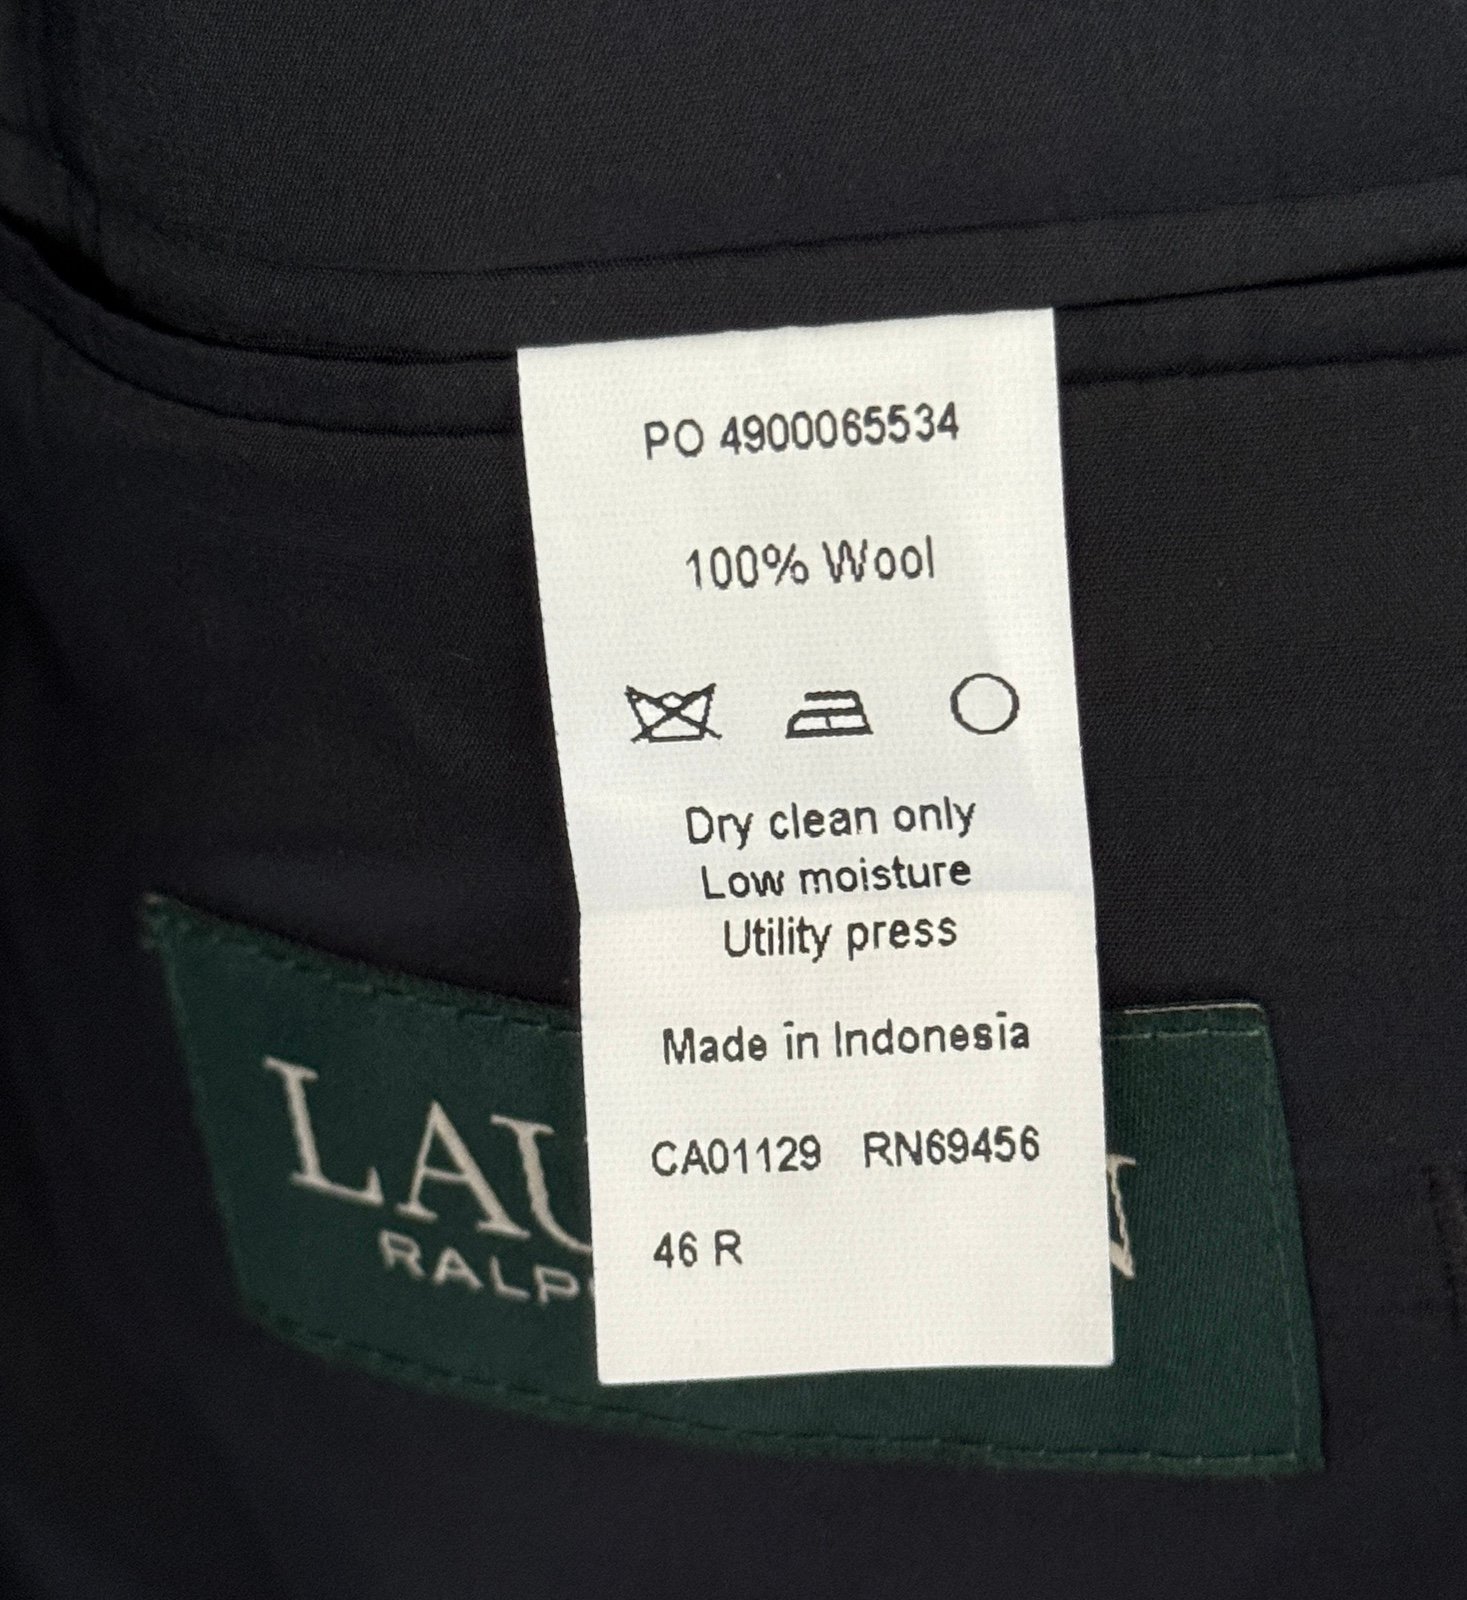 PO 4900065534
100% Wool
Dry clean only
Low moisture
Utility press
Made in Indonesia
CA01129 RN69456
46 R
LAU N
RALP